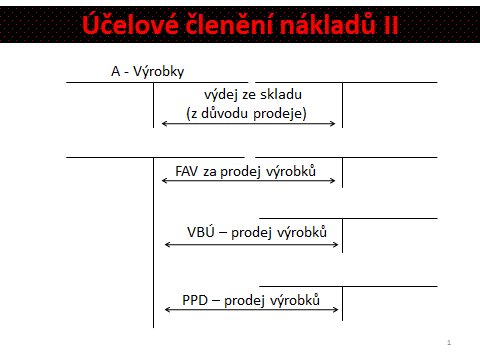 Účelové členění nákladů II
A - Výrobky
výdej ze skladu
(z důvodu prodeje)
FAV za prodej výrobků
VBÚ – prodej výrobků
PPD – prodej výrobků
1